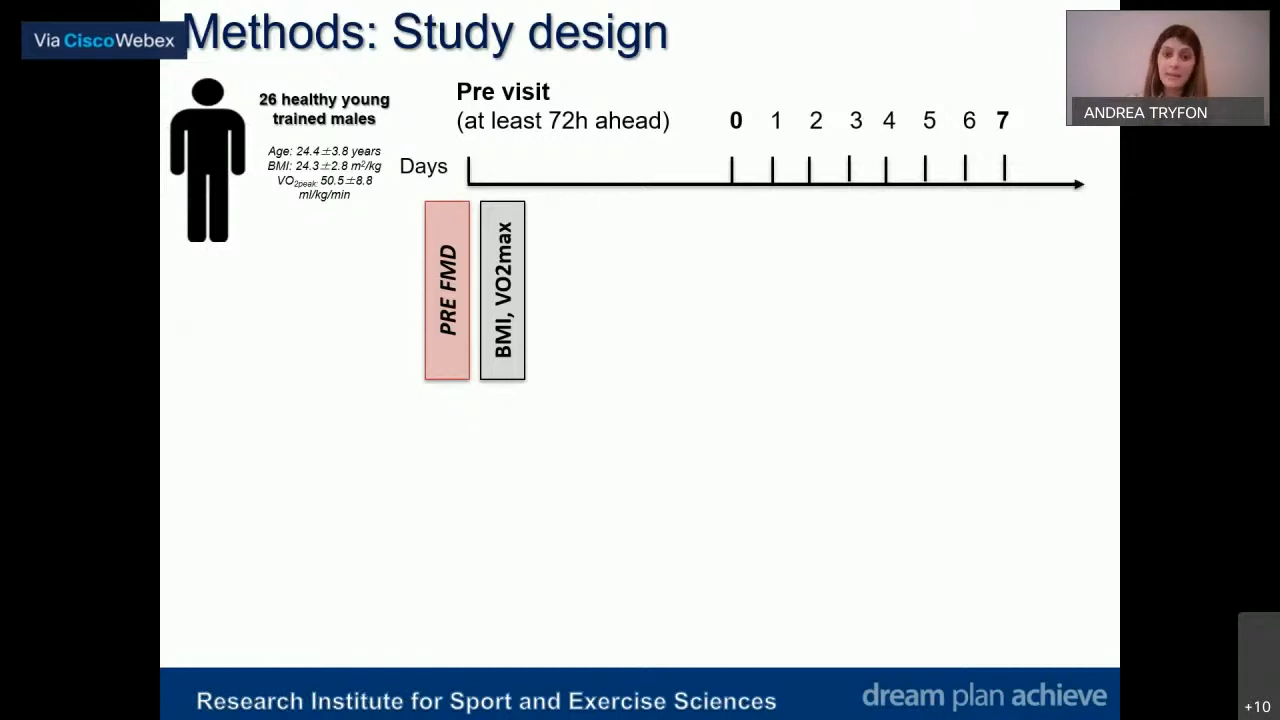 Via CiscoWebex
Methods: Study design
ANDREA TRYFON
26 healthy young
trained males
Age: 24.4±3.8 years
BMI: 24.3±2.8 m²/kg
VO2peak: 50.5±8.8
ml/kg/min
Pre visit
(at least 72h ahead)
0 1 2 3 4 5 6 7
Days
PRE FMD
BMI, VO2max
Research Institute for Sport and Exercise Sciences
dream plan achieve
+10